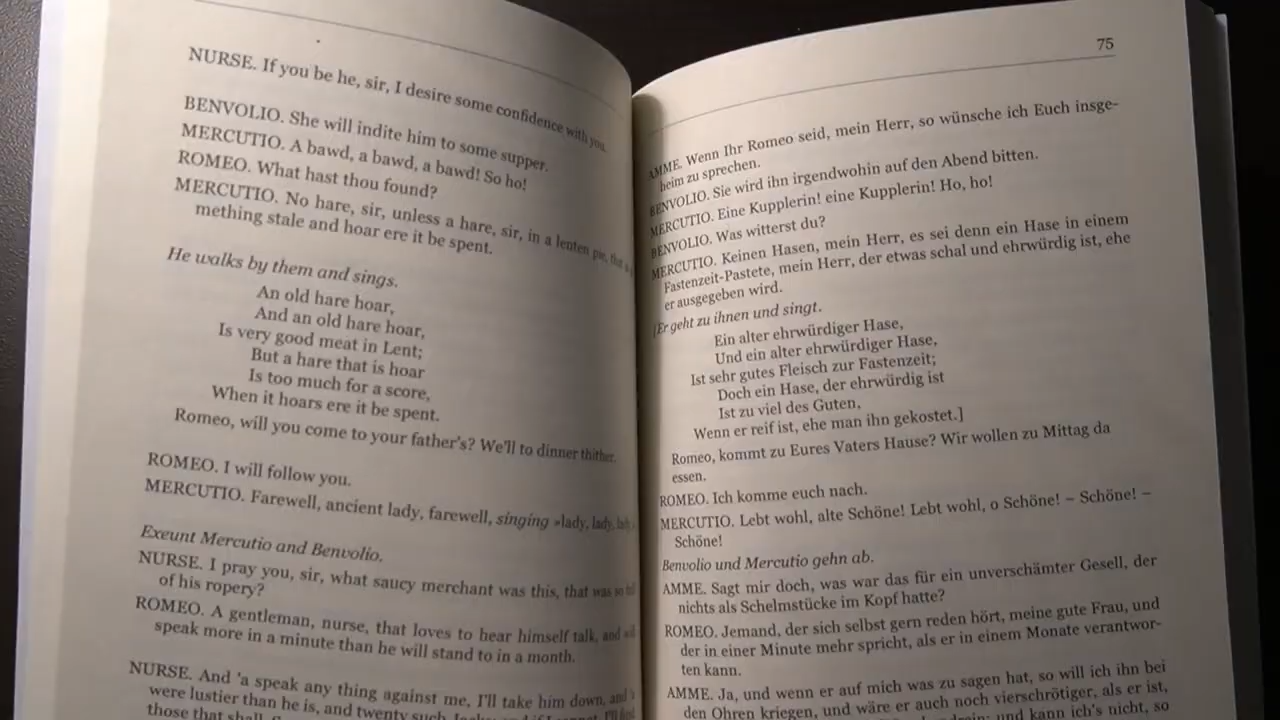 NURSE. If you be he, sir, I desire some confidence with you.
BENVOLIO. She will indite him to some supper.
MERCUTIO. A bawd, a bawd, a bawd! So ho!
ROMEO. What hast thou found?
MERCUTIO. No hare, sir, unless a hare, sir, in a lenten pie, that
mething stale and hoar ere it be spent.
He walks by them and sings.
An old hare hoar,
And an old hare hoar,
Is very good meat in Lent;
But a hare that is hoar
Is too much for a score,
When it hoars ere it be spent.
Romeo, will you come to your father's? We'll to dinner thither.
ROMEO. I will follow you.
MERCUTIO. Farewell, ancient lady, farewell, singing »lady, lady,
Exeunt Mercutio and Benvolio.
NURSE. I pray you, sir, what saucy merchant was this, that was so
of his ropery?
ROMEO. A gentleman, nurse, that loves to hear himself talk, and
speak more in a minute than he will stand to in a month.
NURSE. And 'a speak any thing against me, I'll take him down, and
were lustier than he is, and twenty such
those that shall.
75
AMME. Wenn Ihr Romeo seid, mein Herr, so wünsche ich Euch insge-
heim zu sprechen.
BENVOLIO. Sie wird ihn irgendwohin auf den Abend bitten.
MERCUTIO. Eine Kupplerin! eine Kupplerin! Ho, ho!
BENVOLIO. Was witterst du?
MERCUTIO. Keinen Hasen, mein Herr, es sei denn ein Hase in einem
Fastenzeit-Pastete, mein Herr, der etwas schal und ehrwürdig ist, ehe
er ausgegeben wird.
[Er geht zu ihnen und singt.
Ein alter ehrwürdiger Hase,
Und ein alter ehrwürdiger Hase,
Ist sehr gutes Fleisch zur Fastenzeit;
Doch ein Hase, der ehrwürdig ist
Ist zu viel des Guten,
Wenn er reif ist, ehe man ihn gekostet.]
Romeo, kommt zu Eures Vaters Hause? Wir wollen zu Mittag da
essen.
ROMEO. Ich komme euch nach.
MERCUTIO. Lebt wohl, alte Schöne! Lebt wohl, o Schöne! – Schöne! –
Schöne!
Benvolio und Mercutio gehn ab.
AMME. Sagt mir doch, was war das für ein unverschämter Gesell, der
nichts als Schelmstücke im Kopf hatte?
ROMEO. Jemand, der sich selbst gern reden hört, meine gute Frau, und
der in einer Minute mehr spricht, als er in einem Monate verantwor-
ten kann.
AMME. Ja, und wenn er auf mich was zu sagen hat, so will ich ihn bei
den Ohren kriegen, und wäre er auch noch vierschrötiger, als er ist,
und kann ich's nicht, so